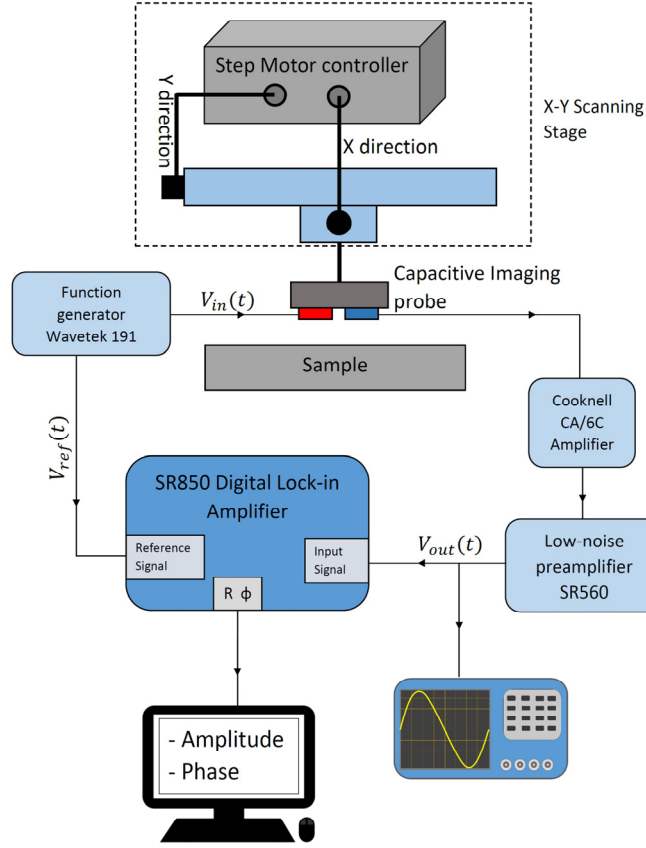 Step Motor controller
Y direction
X direction
X-Y Scanning
Stage
Capacitive Imaging
probe
Function
generator
Wavetek 191
V_in(t)
Sample
Cooknell
CA/6C
Amplifier
V_ref(t)
SR850 Digital Lock-in
Amplifier
Reference
Signal
Input
Signal
R ϕ
V_out(t)
Low-noise
preamplifier
SR560
- Amplitude
- Phase